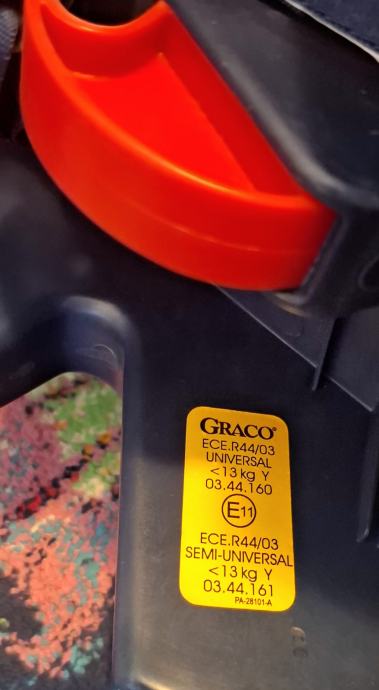 GRACO®
ECE.R44/03
UNIVERSAL
<13 kg Y
03.44.160
E11
ECE.R44/03
SEMI-UNIVERSAL
<13 kg Y
03.44.161
PA-28101-A